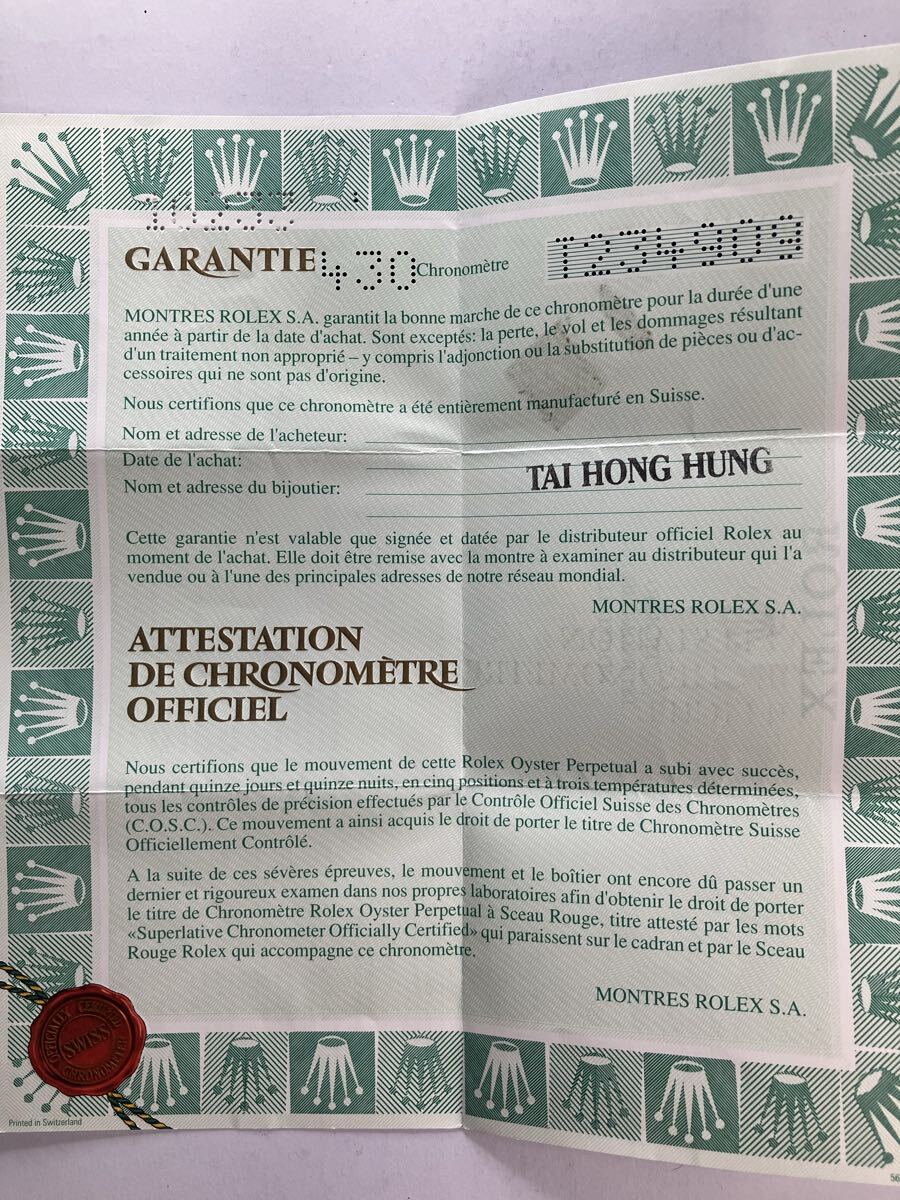 GARANTIE 430 Chronomètre T234909
MONTRES ROLEX S.A. garantit la bonne marche de ce chronomètre pour la durée d'une
année à partir de la date d'achat. Sont exceptés: la perte, le vol et les dommages résultant
d'un traitement non approprié – y compris l'adjonction ou la substitution de pièces ou d'ac-
cessoires qui ne sont pas d'origine.
Nous certifions que ce chronomètre a été entièrement manufacturé en Suisse.
Nom et adresse de l'acheteur:
Date de l'achat:
TAI HONG HUNG
Nom et adresse du bijoutier:
Cette garantie n'est valable que signée et datée par le distributeur officiel Rolex au
moment de l'achat. Elle doit être remise avec la montre à examiner au distributeur qui l'a
vendue ou à l'une des principales adresses de notre réseau mondial.
MONTRES ROLEX S.A.
ATTESTATION
DE CHRONOMÈTRE
OFFICIEL
Nous certifions que le mouvement de cette Rolex Oyster Perpetual a subi avec succès,
pendant quinze jours et quinze nuits, en cinq positions et à trois températures déterminées,
tous les contrôles de précision effectués par le Contrôle Officiel Suisse des Chronomètres
(C.O.S.C.). Ce mouvement a ainsi acquis le droit de porter le titre de Chronomètre Suisse
Officiellement Contrôlé.
A la suite de ces sévères épreuves, le mouvement et le boîtier ont encore dû passer un
dernier et rigoureux examen dans nos propres laboratoires afin d'obtenir le droit de porter
le titre de Chronomètre Rolex Oyster Perpetual à Sceau Rouge, titre attesté par les mots
«Superlative Chronometer Officially Certified» qui paraissent sur le cadran et par le Sceau
Rouge Rolex qui accompagne ce chronomètre.
MONTRES ROLEX S.A.
OFFICIALLY CERTIFIED
SWISS
CHRONOMETER
Printed in Switzerland
56